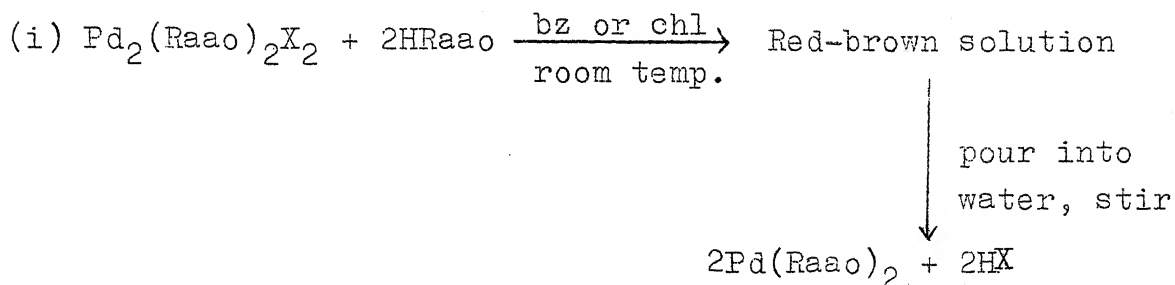 (i) Pd₂(Raao)₂X₂ + 2HRaao bz or chl → Red-brown solution
room temp.
pour into
water, stir
2Pd(Raao)₂ + 2HX